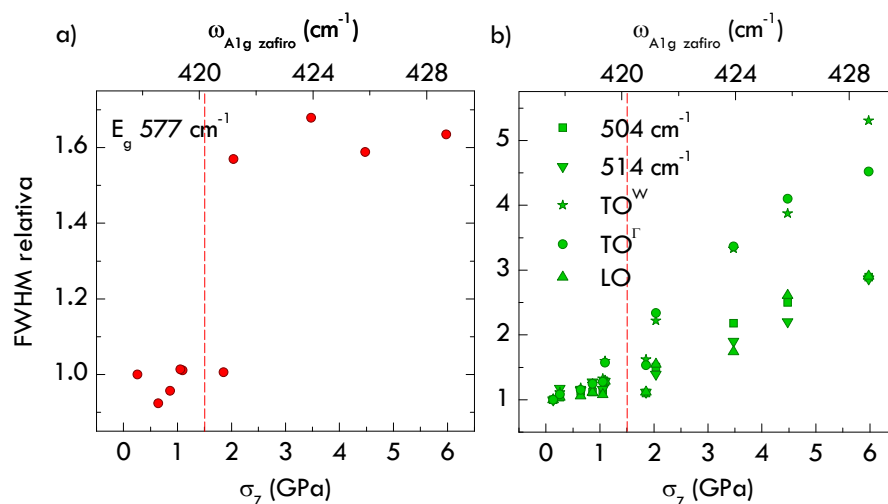 a)
ω_A1g zafiro (cm⁻¹)
420 424 428
E_g 577 cm⁻¹
FWHM relativa
1.6
1.4
1.2
1.0
0 1 2 3 4 5 6
σ_z (GPa)
b)
ω_A1g zafiro (cm⁻¹)
420 424 428
504 cm⁻¹
514 cm⁻¹
TO^W
TO^Γ
LO
5
4
3
2
1
0 1 2 3 4 5 6
σ_z (GPa)